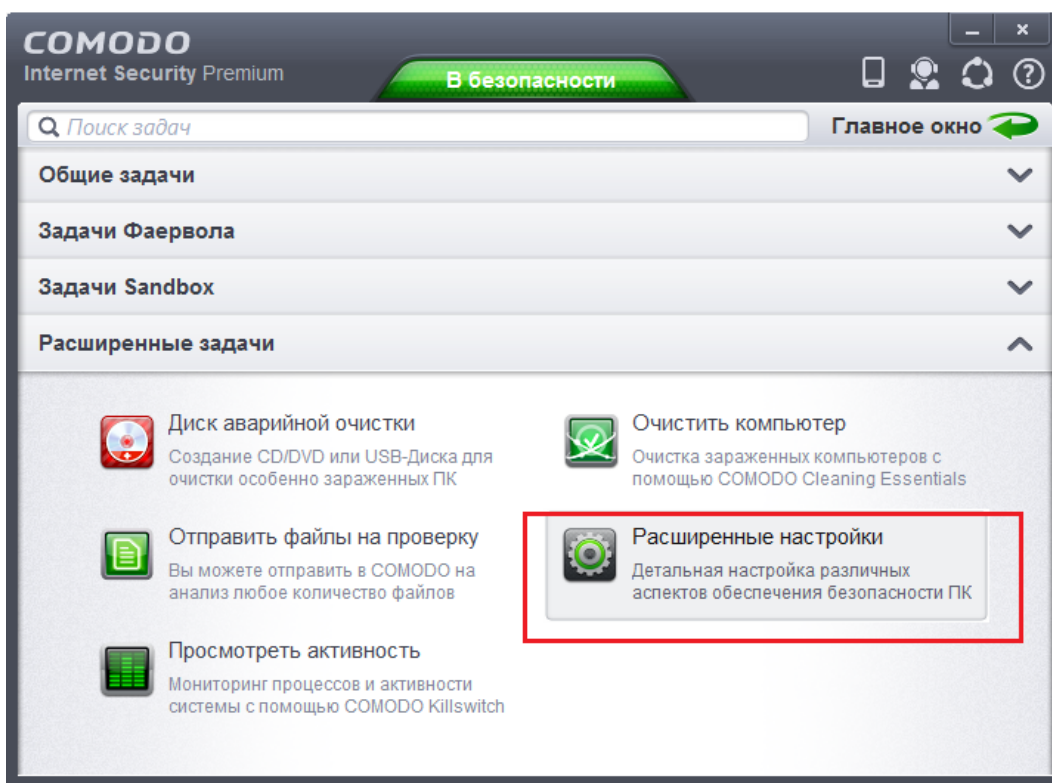 COMODO
Internet Security Premium
В безопасности
Поиск задач
Главное окно
Общие задачи
Задачи Фаервола
Задачи Sandbox
Расширенные задачи
Диск аварийной очистки
Создание CD/DVD или USB-Диска для
очистки особенно зараженных ПК
Очистить компьютер
Очистка зараженных компьютеров с
помощью COMODO Cleaning Essentials
Отправить файлы на проверку
Вы можете отправить в COMODO на
анализ любое количество файлов
Расширенные настройки
Детальная настройка различных
аспектов обеспечения безопасности ПК
Просмотреть активность
Мониторинг процессов и активности
системы с помощью COMODO Killswitch